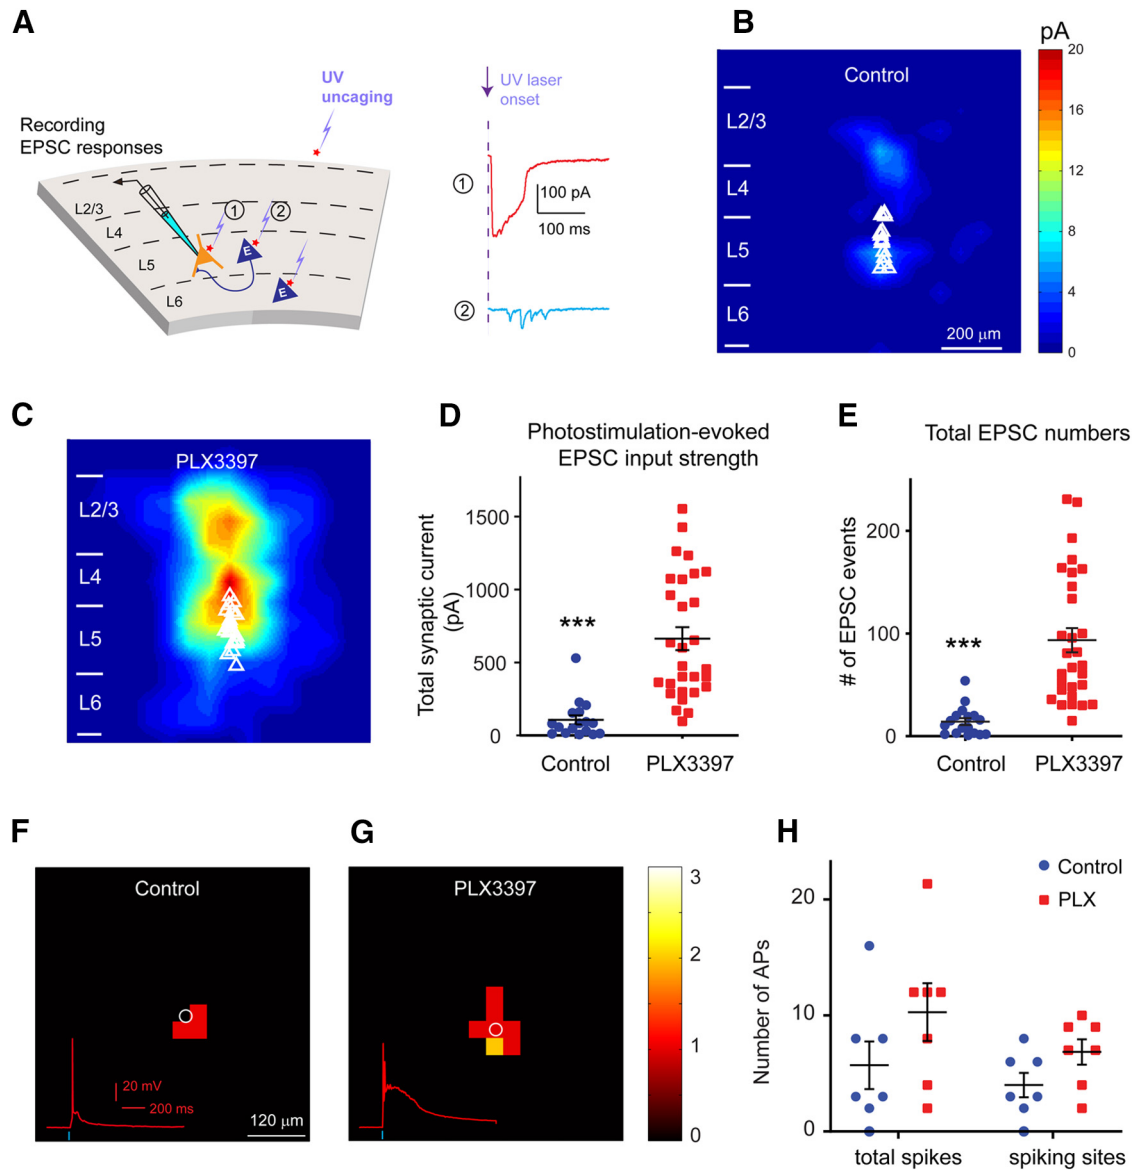 A
UV
uncaging
Recording
EPSC responses
L2/3
L4
L5
L6
1
2
E
E
UV laser
onset
1
100 pA
100 ms
2
B
Control
L2/3
L4
L5
L6
200 μm
pA
20
16
12
8
4
0
C
PLX3397
L2/3
L4
L5
L6
D
Photostimulation-evoked
EPSC input strength
Total synaptic current
(pA)
1500
1000
500
0
***
Control
PLX3397
E
Total EPSC numbers
# of EPSC events
200
100
0
***
Control
PLX3397
F
Control
20 mV
200 ms
120 μm
G
PLX3397
3
2
1
0
H
Control
PLX
Number of APs
20
10
0
total spikes
spiking sites